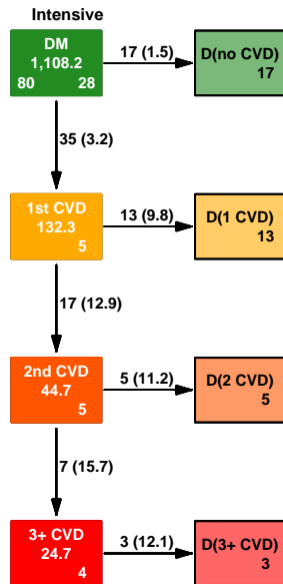 Intensive
DM
1,108.2
80 28
17 (1.5)
D(no CVD)
17
35 (3.2)
1st CVD
132.3
5
13 (9.8)
D(1 CVD)
13
17 (12.9)
2nd CVD
44.7
5
5 (11.2)
D(2 CVD)
5
7 (15.7)
3+ CVD
24.7
4
3 (12.1)
D(3+ CVD)
3